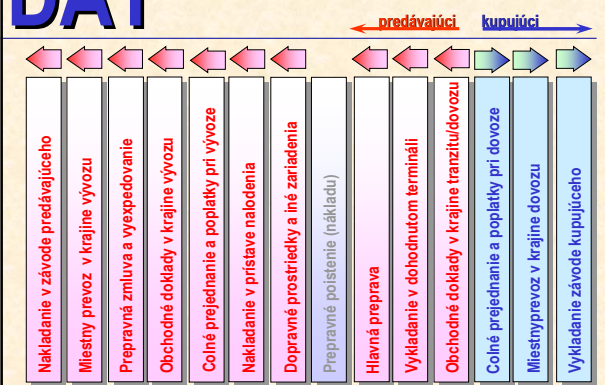 DAT
predávajúci
kupujúci
Nakladanie v závode predávajúceho
Miestny prevoz v krajine vývozu
Prepravná zmluva a vyexpedovanie
Obchodné doklady v krajine vývozu
Colné prejednanie a poplatky pri vývoze
Nakladanie v prístave nalodenia
Dopravné prostriedky a iné zariadenia
Prepravné poistenie (nákladu)
Hlavná preprava
Vykladanie v dohodnutom termináli
Obchodné doklady v krajine tranzitu/dovozu
Colné prejednanie a poplatky pri dovoze
Miestnyprevoz v krajine dovozu
Vykladanie závode kupujúceho